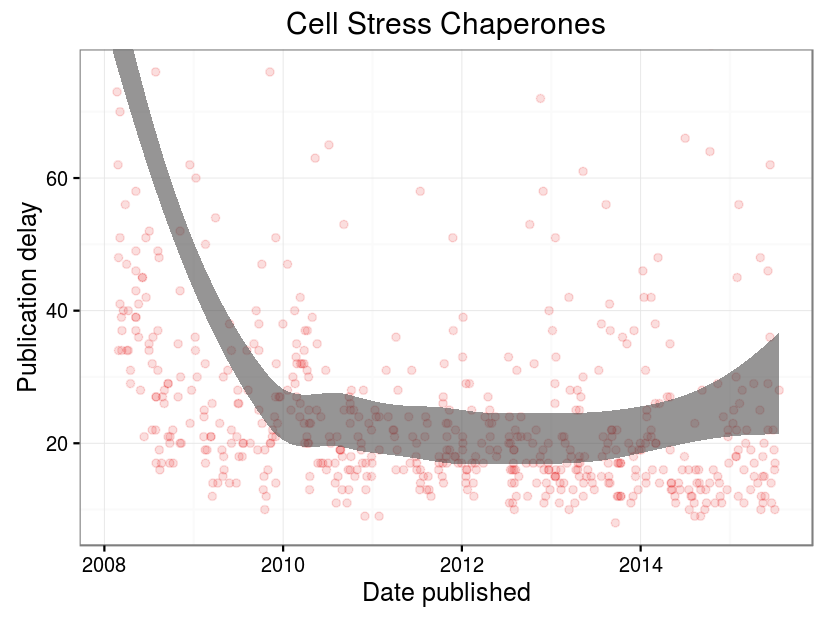 Cell Stress Chaperones
Publication delay
60
40
20
2008 2010 2012 2014
Date published